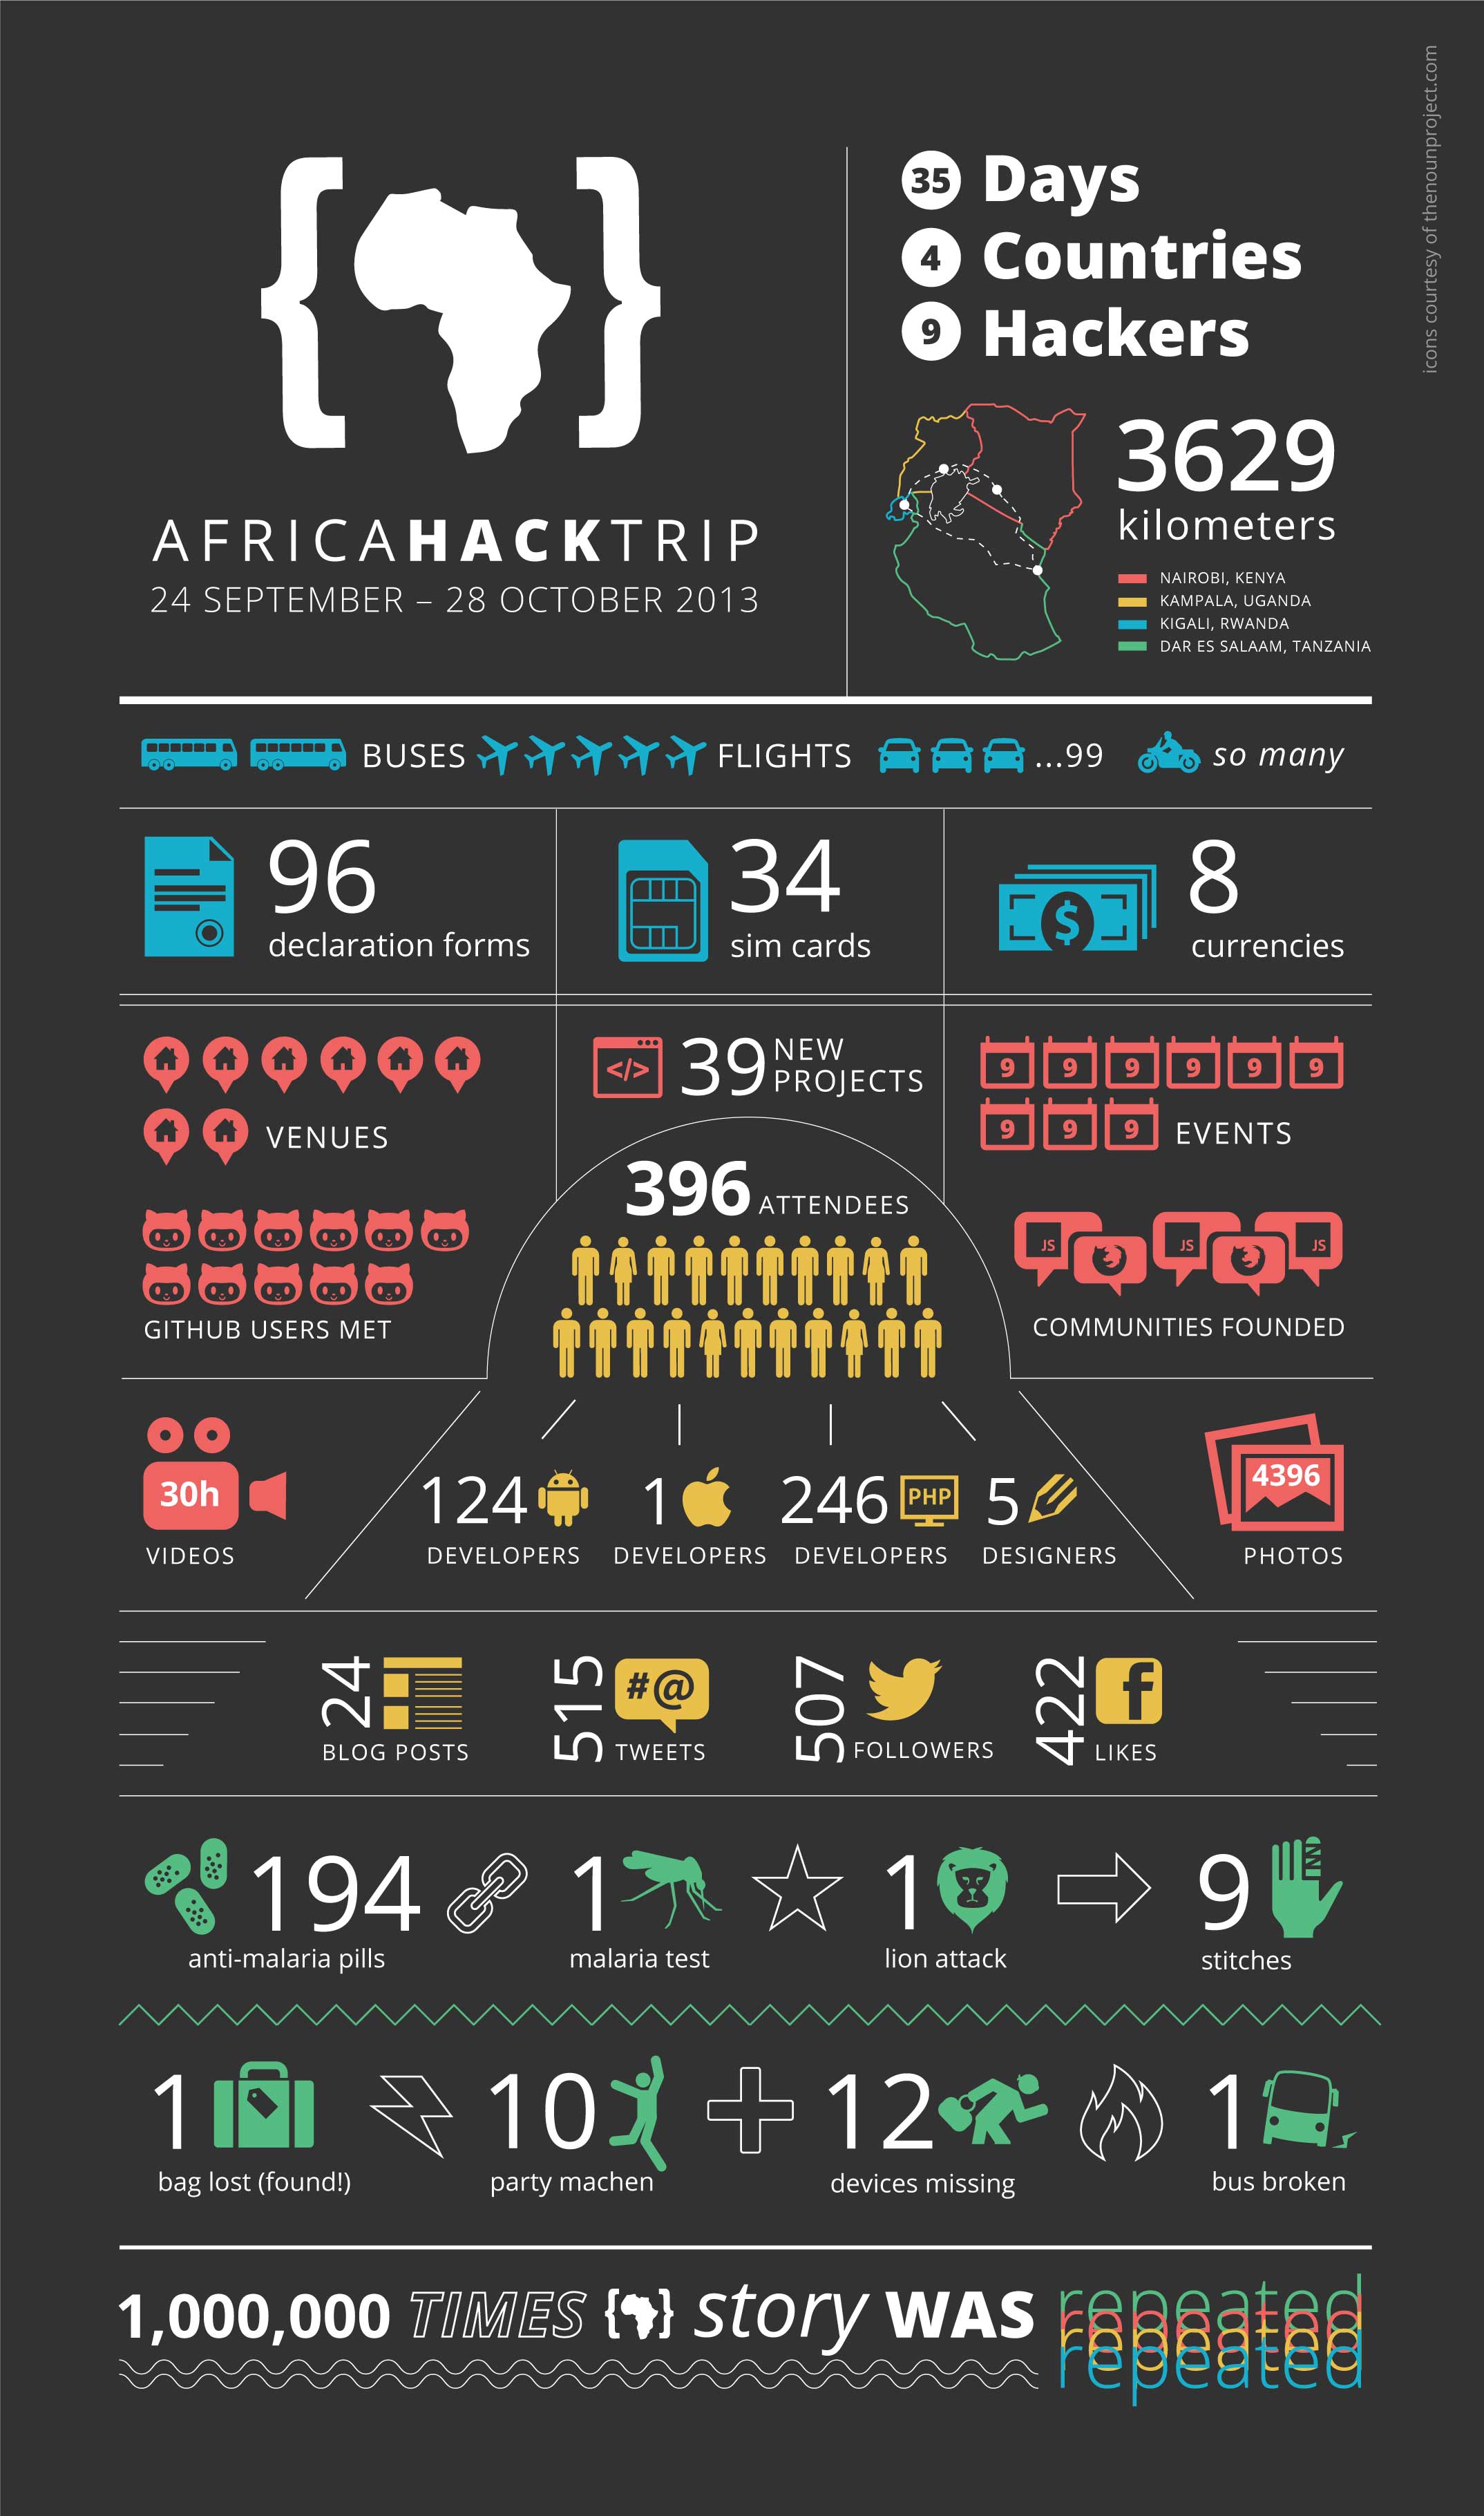 icons courtesy of thenounproject.com
35 Days
4 Countries
9 Hackers
AFRICAHACKTRIP
24 SEPTEMBER – 28 OCTOBER 2013
3629
kilometers
NAIROBI, KENYA
KAMPALA, UGANDA
KIGALI, RWANDA
DAR ES SALAAM, TANZANIA
BUSES FLIGHTS ...99 so many
96
declaration forms
34
sim cards
$
8
currencies
VENUES
</> 39 NEW
PROJECTS
9 9 9 9 9 9
9 9 9 EVENTS
396 ATTENDEES
GITHUB USERS MET
JS JS JS
COMMUNITIES FOUNDED
30h
VIDEOS
124
DEVELOPERS
1
DEVELOPERS
246 PHP
DEVELOPERS
5
DESIGNERS
4396
PHOTOS
24
BLOG POSTS
515 #@
TWEETS
507
FOLLOWERS
422 f
LIKES
194
anti-malaria pills
1
malaria test
1
lion attack
9
stitches
1
bag lost (found!)
10
party machen
12
devices missing
1
bus broken
1,000,000 TIMES { } story WAS repeated
repeated
repeated
repeated